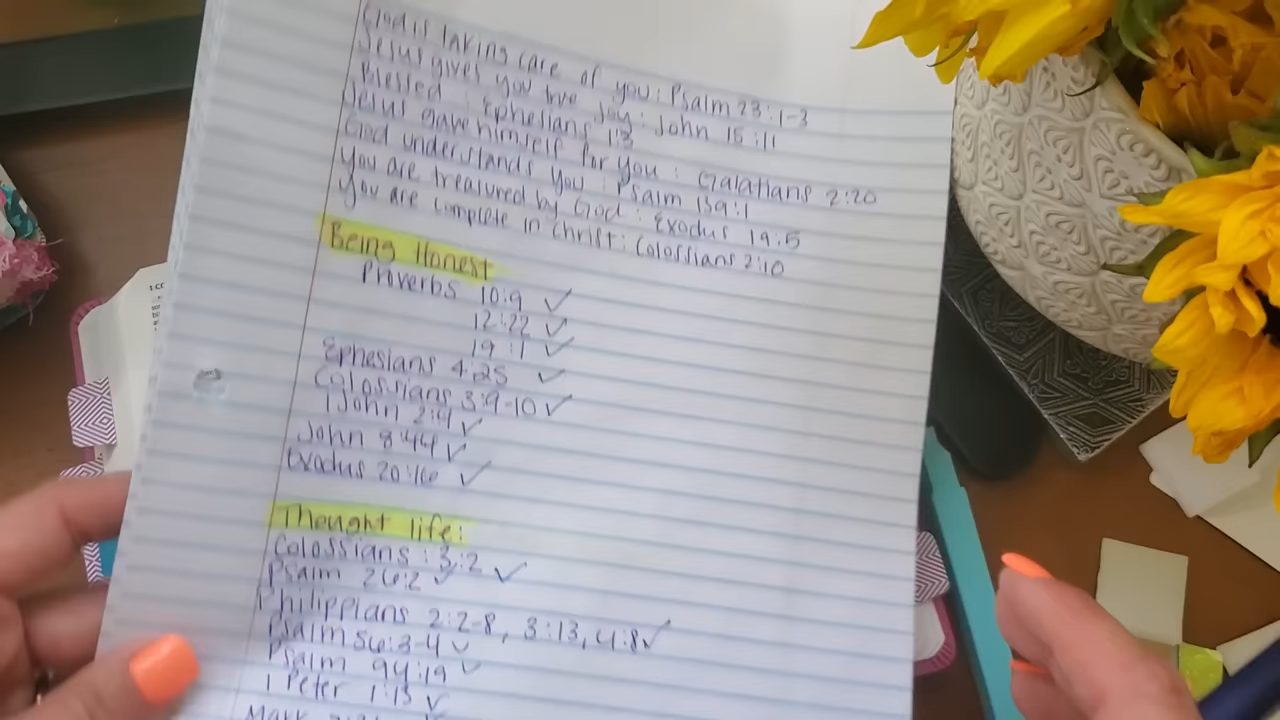 God is taking care of you: Psalm 23:1-3
Jesus gives you true Joy: John 15:11
Blessed: Ephesians 1:3
Jesus gave himself for you: Galatians 2:20
God understands you: Psalm 139:1
You are treasured by God: Exodus 19:5
You are complete in Christ: Colossians 2:10
Being Honest
Proverbs 10:9 ✓
12:22 ✓
19:1 ✓
Ephesians 4:25 ✓
Colossians 3:9-10 ✓
1 John 2:4 ✓
John 8:44 ✓
Exodus 20:16 ✓
Thought life:
Colossians: 3:2 ✓
Psalm 26:2 ✓
Philippians 2:2-8, 3:13, 4:8 ✓
Psalm 56:3-4 ✓
Psalm 94:19 ✓
1 Peter 1:13 ✓
Mark